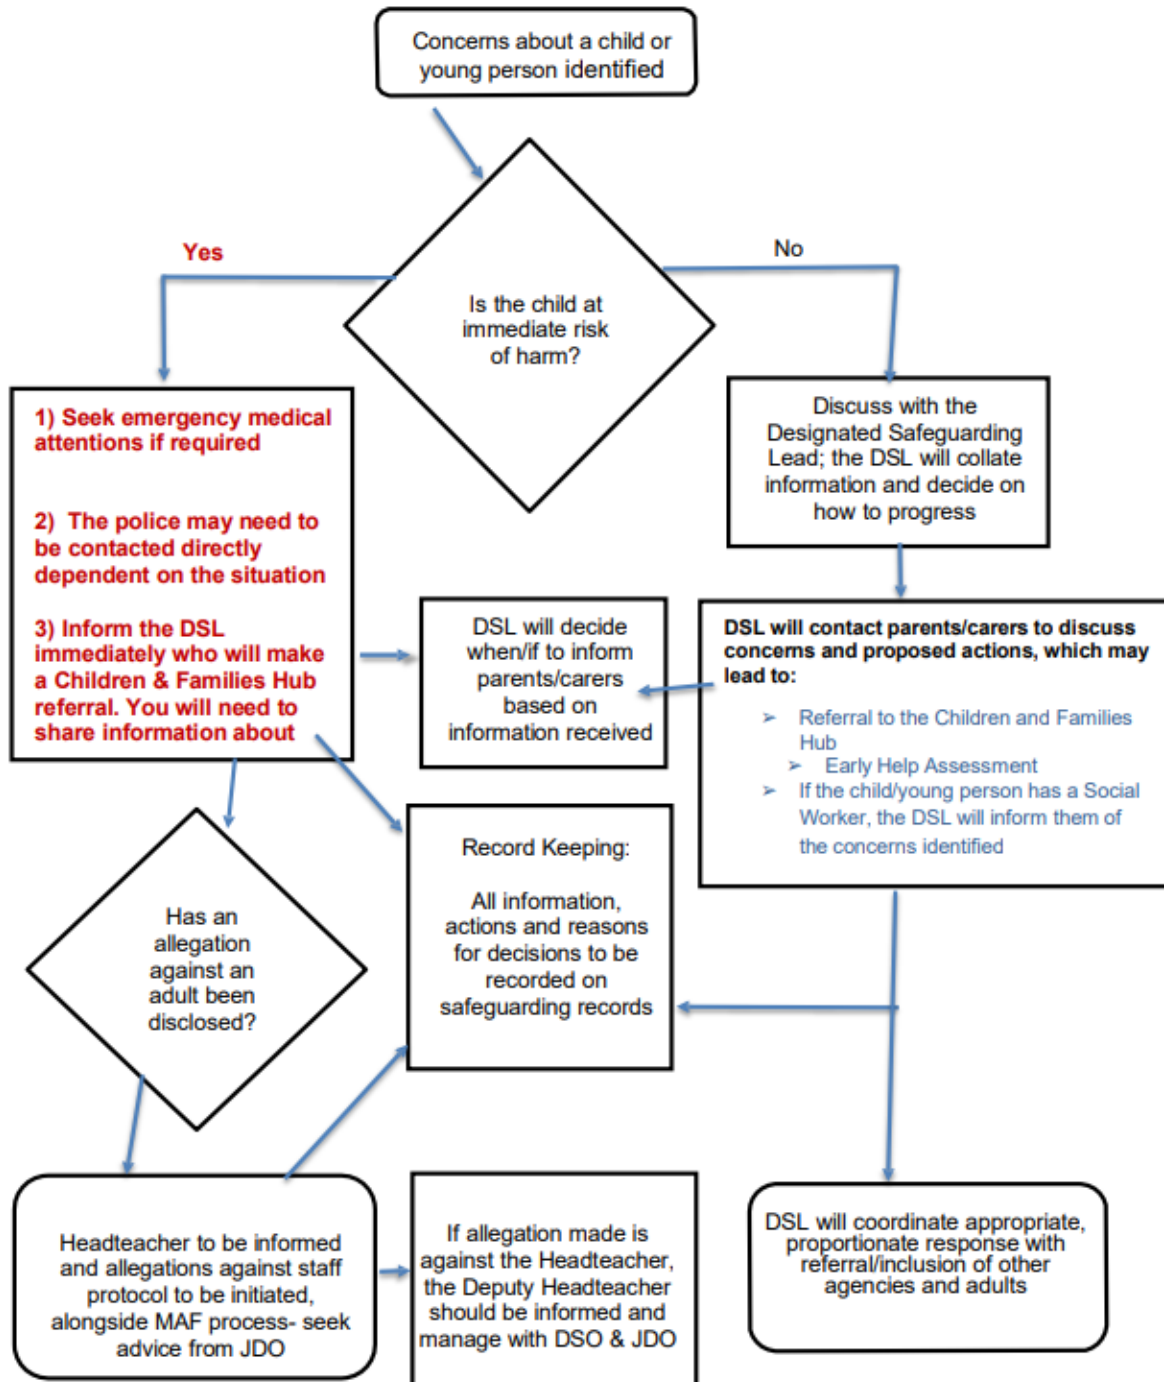 Concerns about a child or
young person identified
Yes
No
Is the child at
immediate risk
of harm?
1) Seek emergency medical
attentions if required
2) The police may need to
be contacted directly
dependent on the situation
3) Inform the DSL
immediately who will make
a Children & Families Hub
referral. You will need to
share information about
Discuss with the
Designated Safeguarding
Lead; the DSL will collate
information and decide on
how to progress
DSL will decide
when/if to inform
parents/carers
based on
information received
DSL will contact parents/carers to discuss
concerns and proposed actions, which may
lead to:
➢ Referral to the Children and Families
Hub
➢ Early Help Assessment
➢ If the child/young person has a Social
Worker, the DSL will inform them of
the concerns identified
Record Keeping:
All information,
actions and reasons
for decisions to be
recorded on
safeguarding records
Has an
allegation
against an
adult been
disclosed?
Headteacher to be informed
and allegations against staff
protocol to be initiated,
alongside MAF process- seek
advice from JDO
If allegation made is
against the Headteacher,
the Deputy Headteacher
should be informed and
manage with DSO & JDO
DSL will coordinate appropriate,
proportionate response with
referral/inclusion of other
agencies and adults